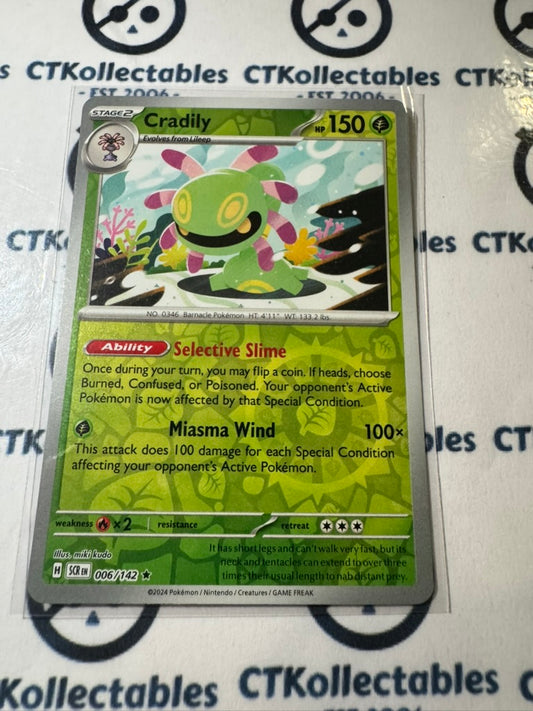 CTKollectables
- EST 2006 -
STAGE 2
Cradily
HP 150
Evolves from Lileep
NO. 0346 Barnacle Pokémon HT: 4'11" WT: 133.2 lbs.
Ability Selective Slime
Once during your turn, you may flip a coin. If heads, choose
Burned, Confused, or Poisoned. Your opponent's Active
Pokémon is now affected by that Special Condition.
Miasma Wind 100×
This attack does 100 damage for each Special Condition
affecting your opponent's Active Pokémon.
weakness ×2 resistance retreat
Illus. miki kudo
It has short legs and can't walk very fast, but its
neck and tentacles can extend to over three
times their usual length to nab distant prey.
H SCR EN 006/142 ★
©2024 Pokémon / Nintendo / Creatures / GAME FREAK
CTKollectables